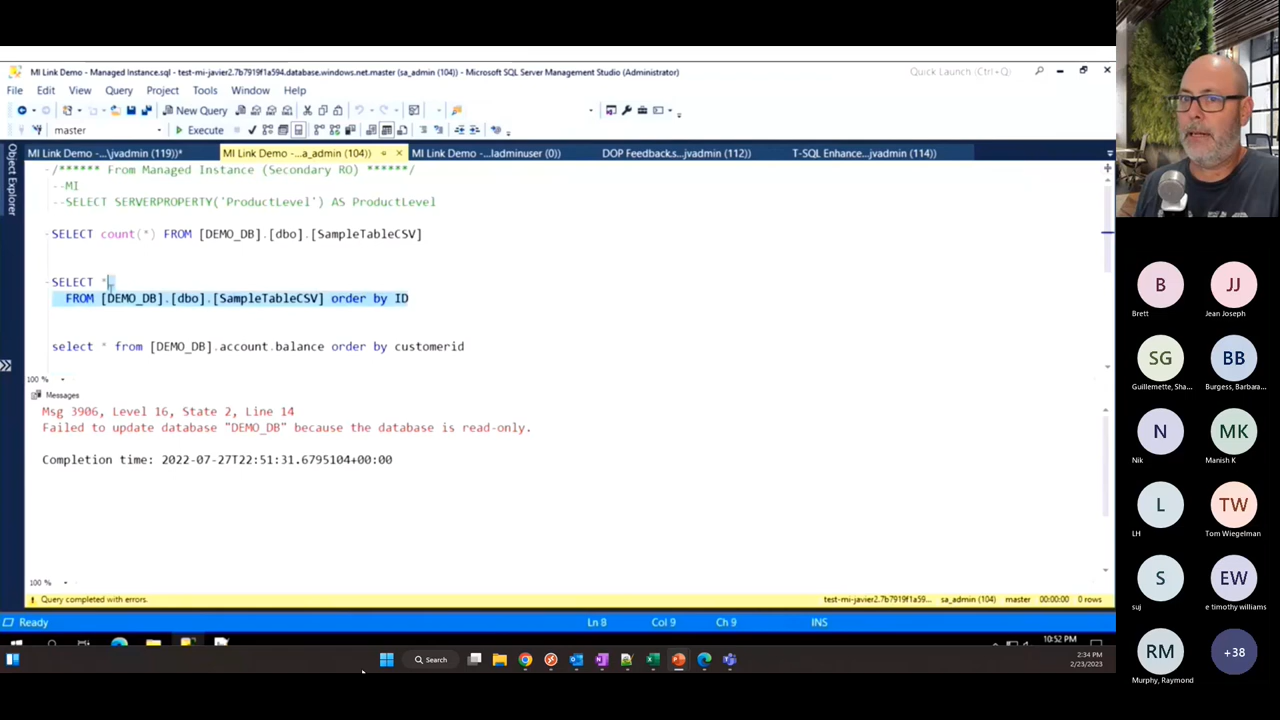 MI Link Demo - Managed Instance.sql - test-mi-javier2.7b7919f1a594.database.windows.net.master (sa_admin (104)) - Microsoft SQL Server Management Studio (Administrator)
Quick Launch (Ctrl+Q)
File Edit View Query Project Tools Window Help
New Query
master
Execute
Object Explorer
MI Link Demo -...\jvadmin (119))*
MI Link Demo -...a_admin (104))
MI Link Demo -...ladminuser (0))
DOP Feedback.s...jvadmin (112))
T-SQL Enhance...jvadmin (114))
/****** From Managed Instance (Secondary RO) ******/
--MI
--SELECT SERVERPROPERTY('ProductLevel') AS ProductLevel
SELECT count(*) FROM [DEMO_DB].[dbo].[SampleTableCSV]
SELECT *
FROM [DEMO_DB].[dbo].[SampleTableCSV] order by ID
select * from [DEMO_DB].account.balance order by customerid
100 %
Messages
Msg 3906, Level 16, State 2, Line 14
Failed to update database "DEMO_DB" because the database is read-only.
Completion time: 2022-07-27T22:51:31.6795104+00:00
100 %
Query completed with errors.
test-mi-javier2.7b7919f1a59... sa_admin (104) master 00:00:00 0 rows
Ready
Ln 8
Col 9
Ch 9
INS
10:52 PM
Search
2:34 PM
2/23/2023
B
JJ
Brett
Jean Joseph
SG
BB
Guillemette, Sha...
Burgess, Barbara...
N
MK
Nik
Manish K
L
TW
LH
Tom Wiegelman
S
EW
suj
e timothy williams
RM
+38
Murphy, Raymond